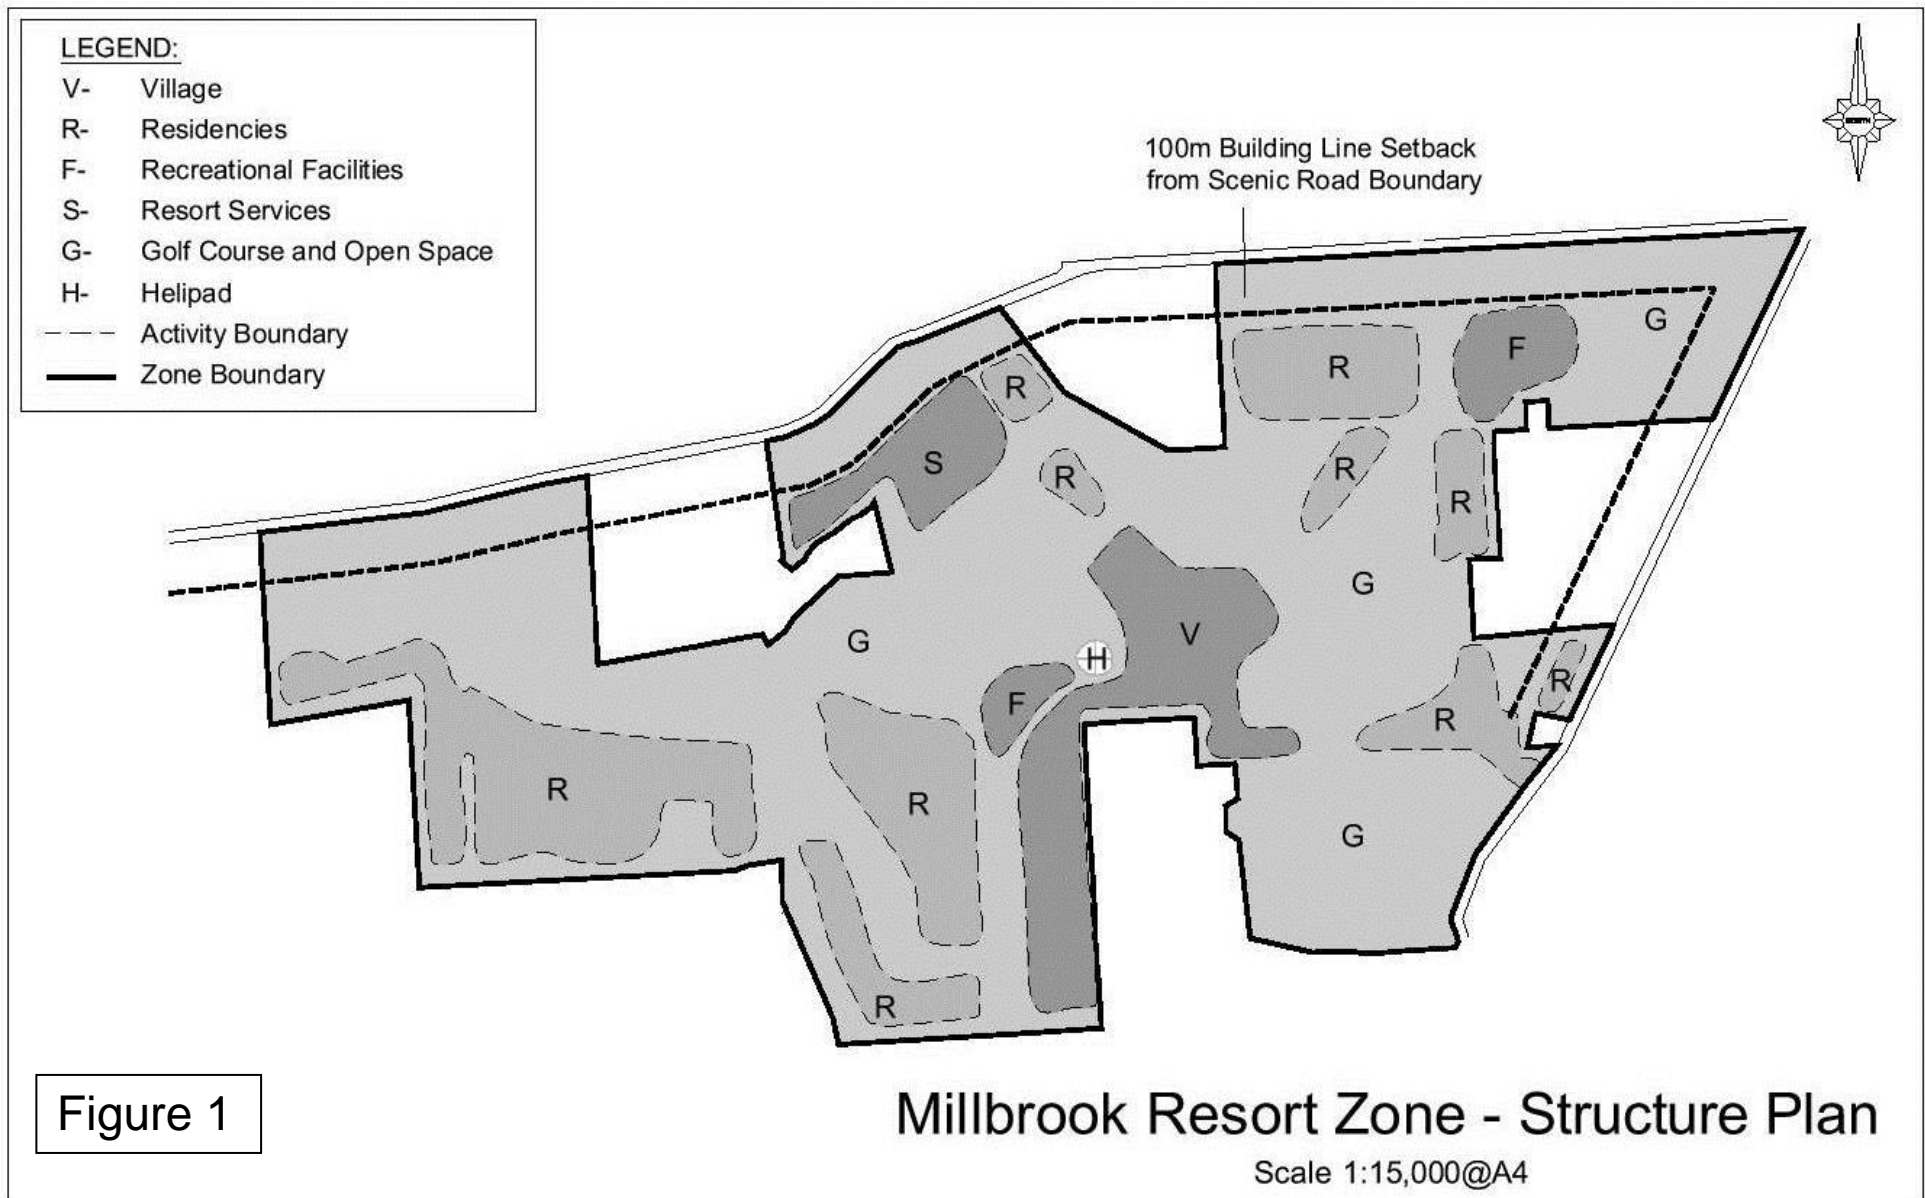 LEGEND:
V- Village
R- Residencies
F- Recreational Facilities
S- Resort Services
G- Golf Course and Open Space
H- Helipad
Activity Boundary
Zone Boundary
NORTH
100m Building Line Setback
from Scenic Road Boundary
G
R
F
R
S
R
R
R
G
V
G
H
R
F
R
R
R
G
R
Figure 1
Millbrook Resort Zone - Structure Plan
Scale 1:15,000@A4